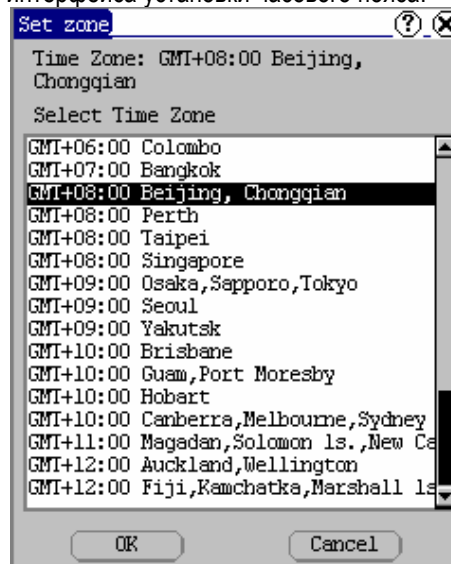 интерфейса установки часового пояса.
Set zone
Time Zone: GMT+08:00 Beijing,
Chongqian
Select Time Zone
GMT+06:00 Colombo
GMT+07:00 Bangkok
GMT+08:00 Beijing, Chongqian
GMT+08:00 Perth
GMT+08:00 Taipei
GMT+08:00 Singapore
GMT+09:00 Osaka,Sapporo,Tokyo
GMT+09:00 Seoul
GMT+09:00 Yakutsk
GMT+10:00 Brisbane
GMT+10:00 Guam,Port Moresby
GMT+10:00 Hobart
GMT+10:00 Canberra,Melbourne,Sydney
GMT+11:00 Magadan,Solomon ls.,New Ca
GMT+12:00 Auckland,Wellington
GMT+12:00 Fiji,Kamchatka,Marshall ls
OK Cancel